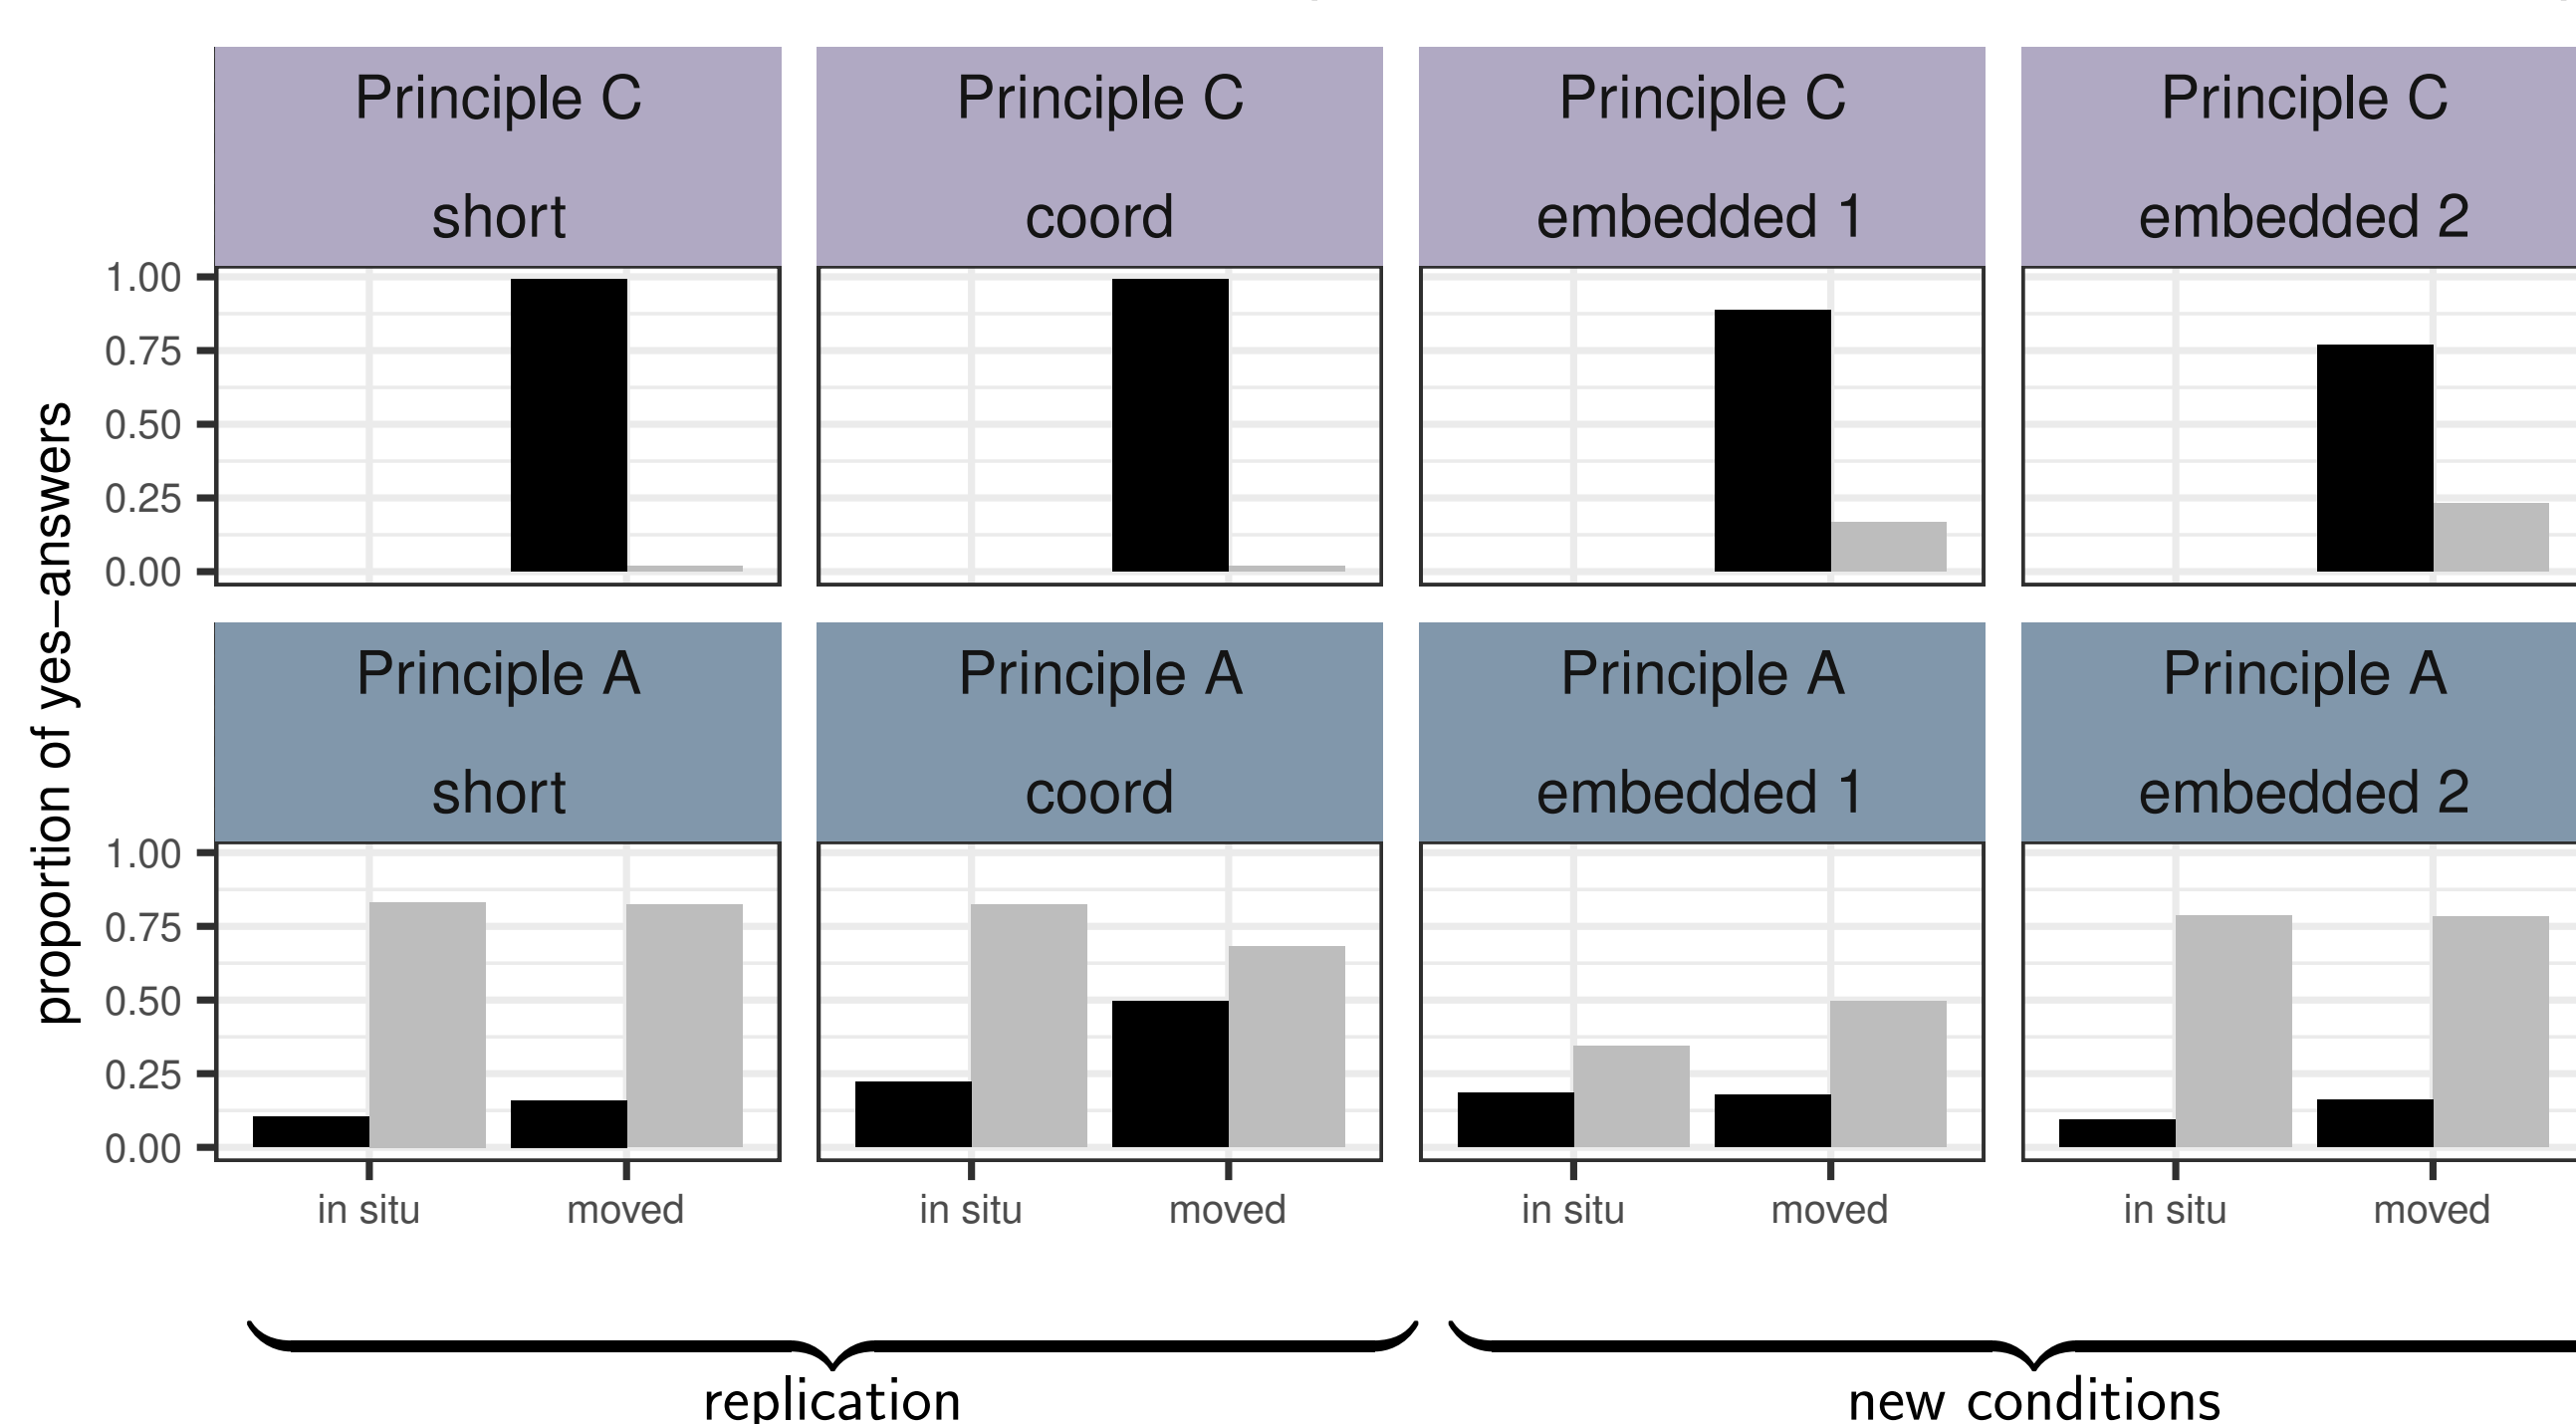 Principle C
short
Principle C
coord
Principle C
embedded 1
Principle C
embedded 2
1.00
0.75
0.50
0.25
0.00
proportion of yes–answers
Principle A
short
Principle A
coord
Principle A
embedded 1
Principle A
embedded 2
1.00
0.75
0.50
0.25
0.00
in situ moved in situ moved in situ moved in situ moved
replication new conditions